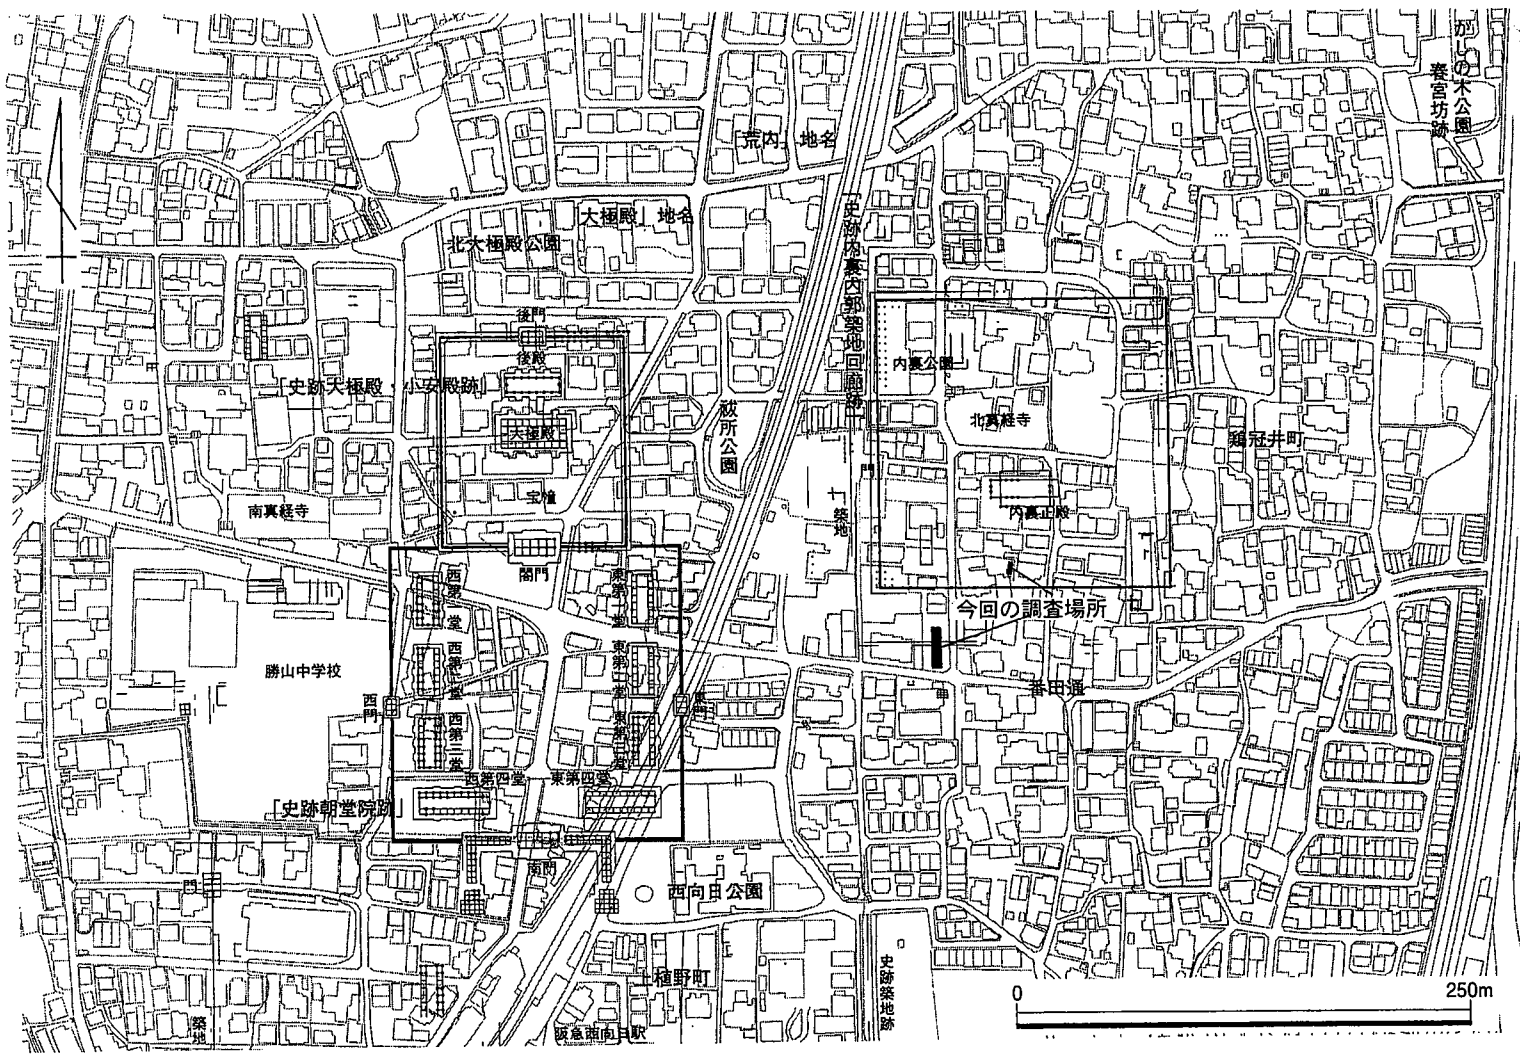 かしの木公園
春宮坊跡
「荒内」地名
「大極殿」地名
北大極殿公園
「史跡内裏内郭築地回廊跡」
後門
後殿
「史跡大極殿・小安殿跡」
大極殿
宝幢
祓所公園
内裏公園
北真経寺
鶏冠井町
内裏正殿
築地
南真経寺
閤門
西第一堂
東第一堂
今回の調査場所
勝山中学校
西第二堂
東第二堂
番田通
西門
東門
西第三堂
東第三堂
西第四堂
東第四堂
「史跡朝堂院跡」
南門
門
西向日公園
上植野町
史跡築地跡
築地
阪急西向日駅
0
250m